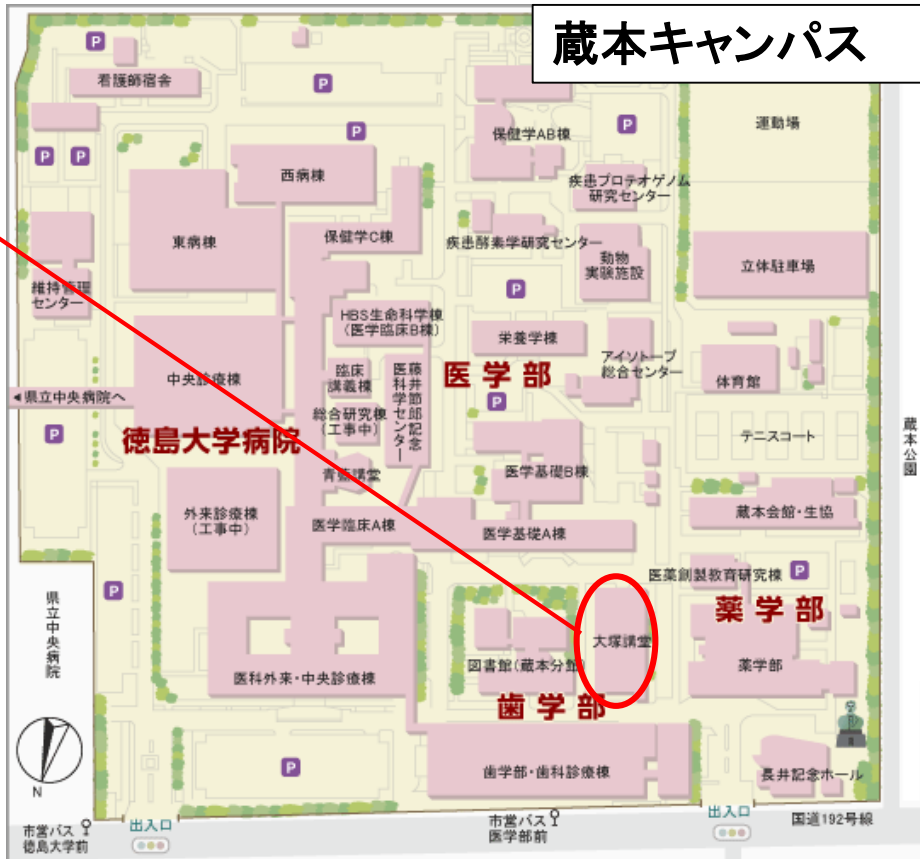 蔵本キャンパス
P
看護師宿舎
P
P
P
P
保健学AB棟
P
運動場
西病棟
疾患プロテオゲノム
研究センター
東病棟
保健学C棟
疾患酵素学研究センター
動物
実験施設
立体駐車場
維持管理
センター
P
HBS生命科学棟
(医学臨床B棟)
栄養学棟
アイソトープ
総合センター
中央診療棟
臨床
講義棟
藤井節郎記念
医科学センター
医学部
体育館
◀県立中央病院へ
P
総合研究棟
(工事中)
P
テニスコート
蔵本公園
徳島大学病院
青藍講堂
医学基礎B棟
外来診療棟
(工事中)
医学臨床A棟
医学基礎A棟
蔵本会館・生協
医薬創製教育研究棟
P
P
県立中央病院
薬学部
大塚講堂
図書館(蔵本分館)
薬学部
医科外来・中央診療棟
歯学部
N
P
歯学部・歯科診療棟
長井記念ホール
市営バス
徳島大学前
出入口
市営バス
医学部前
出入口
国道192号線